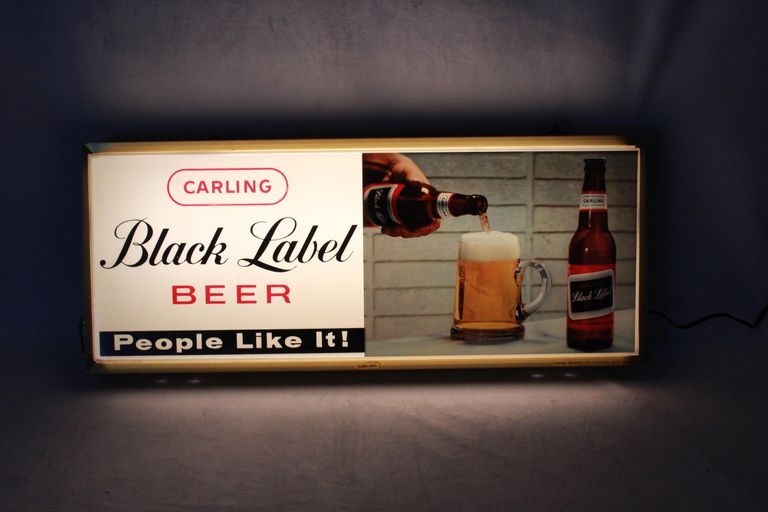 CARLING
Black Label
BEER
People Like It!
CARLING
Black Label
CARLING